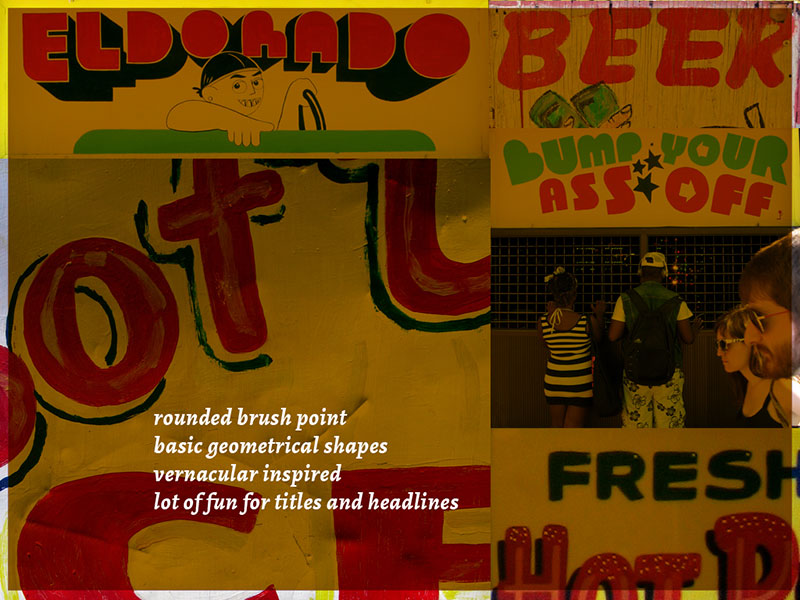 ELDORADO
BEER
BUMP YOUR
ASS OFF
ot
rounded brush point
basic geometrical shapes
vernacular inspired
lot of fun for titles and headlines
FRESH
HOT D